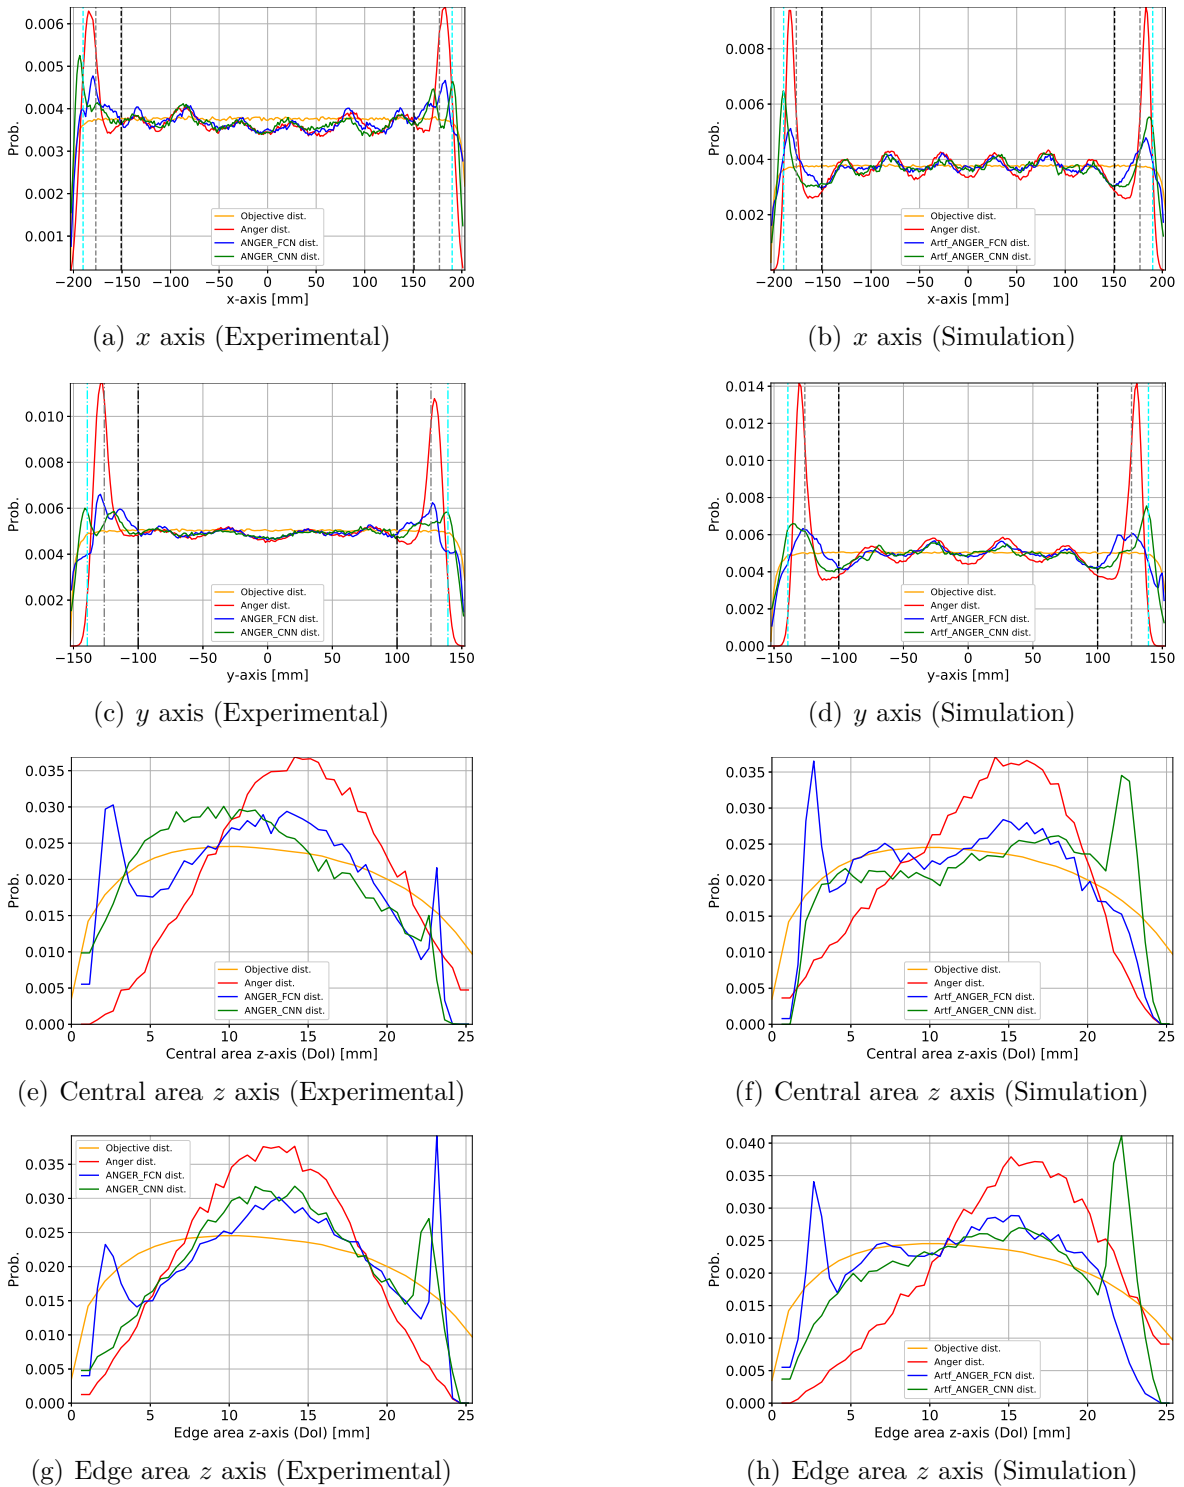 0.006
0.005
0.004
0.003
0.002
0.001
Prob.
Objective dist.
Anger dist.
ANGER_FCN dist.
ANGER_CNN dist.
−200 −150 −100 −50 0 50 100 150 200
x-axis [mm]
(a) x axis (Experimental)
0.008
0.006
0.004
0.002
Prob.
Objective dist.
Anger dist.
Artf_ANGER_FCN dist.
Artf_ANGER_CNN dist.
−200 −150 −100 −50 0 50 100 150 200
x-axis [mm]
(b) x axis (Simulation)
0.010
0.008
0.006
0.004
0.002
Prob.
Objective dist.
Anger dist.
ANGER_FCN dist.
ANGER_CNN dist.
−150 −100 −50 0 50 100 150
y-axis [mm]
(c) y axis (Experimental)
0.014
0.012
0.010
0.008
0.006
0.004
0.002
0.000
Prob.
Objective dist.
Anger dist.
Artf_ANGER_FCN dist.
Artf_ANGER_CNN dist.
−150 −100 −50 0 50 100 150
y-axis [mm]
(d) y axis (Simulation)
0.035
0.030
0.025
0.020
0.015
0.010
0.005
0.000
Prob.
Objective dist.
Anger dist.
ANGER_FCN dist.
ANGER_CNN dist.
0 5 10 15 20 25
Central area z-axis (DoI) [mm]
(e) Central area z axis (Experimental)
0.035
0.030
0.025
0.020
0.015
0.010
0.005
0.000
Prob.
Objective dist.
Anger dist.
Artf_ANGER_FCN dist.
Artf_ANGER_CNN dist.
0 5 10 15 20 25
Central area z-axis (DoI) [mm]
(f) Central area z axis (Simulation)
0.035
0.030
0.025
0.020
0.015
0.010
0.005
0.000
Prob.
Objective dist.
Anger dist.
ANGER_FCN dist.
ANGER_CNN dist.
0 5 10 15 20 25
Edge area z-axis (DoI) [mm]
(g) Edge area z axis (Experimental)
0.040
0.035
0.030
0.025
0.020
0.015
0.010
0.005
0.000
Prob.
Objective dist.
Anger dist.
Artf_ANGER_FCN dist.
Artf_ANGER_CNN dist.
0 5 10 15 20 25
Edge area z-axis (DoI) [mm]
(h) Edge area z axis (Simulation)